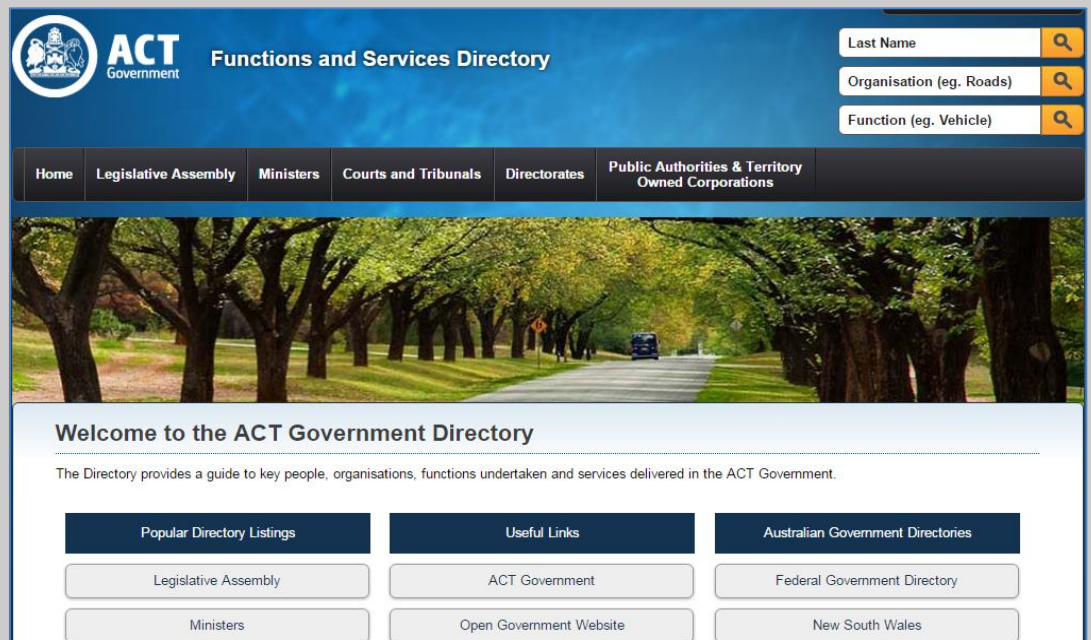 ACT
Government
Functions and Services Directory
Last Name
Organisation (eg. Roads)
Function (eg. Vehicle)
Home
Legislative Assembly
Ministers
Courts and Tribunals
Directorates
Public Authorities & Territory
Owned Corporations
Welcome to the ACT Government Directory
The Directory provides a guide to key people, organisations, functions undertaken and services delivered in the ACT Government.
Popular Directory Listings
Useful Links
Australian Government Directories
Legislative Assembly
ACT Government
Federal Government Directory
Ministers
Open Government Website
New South Wales